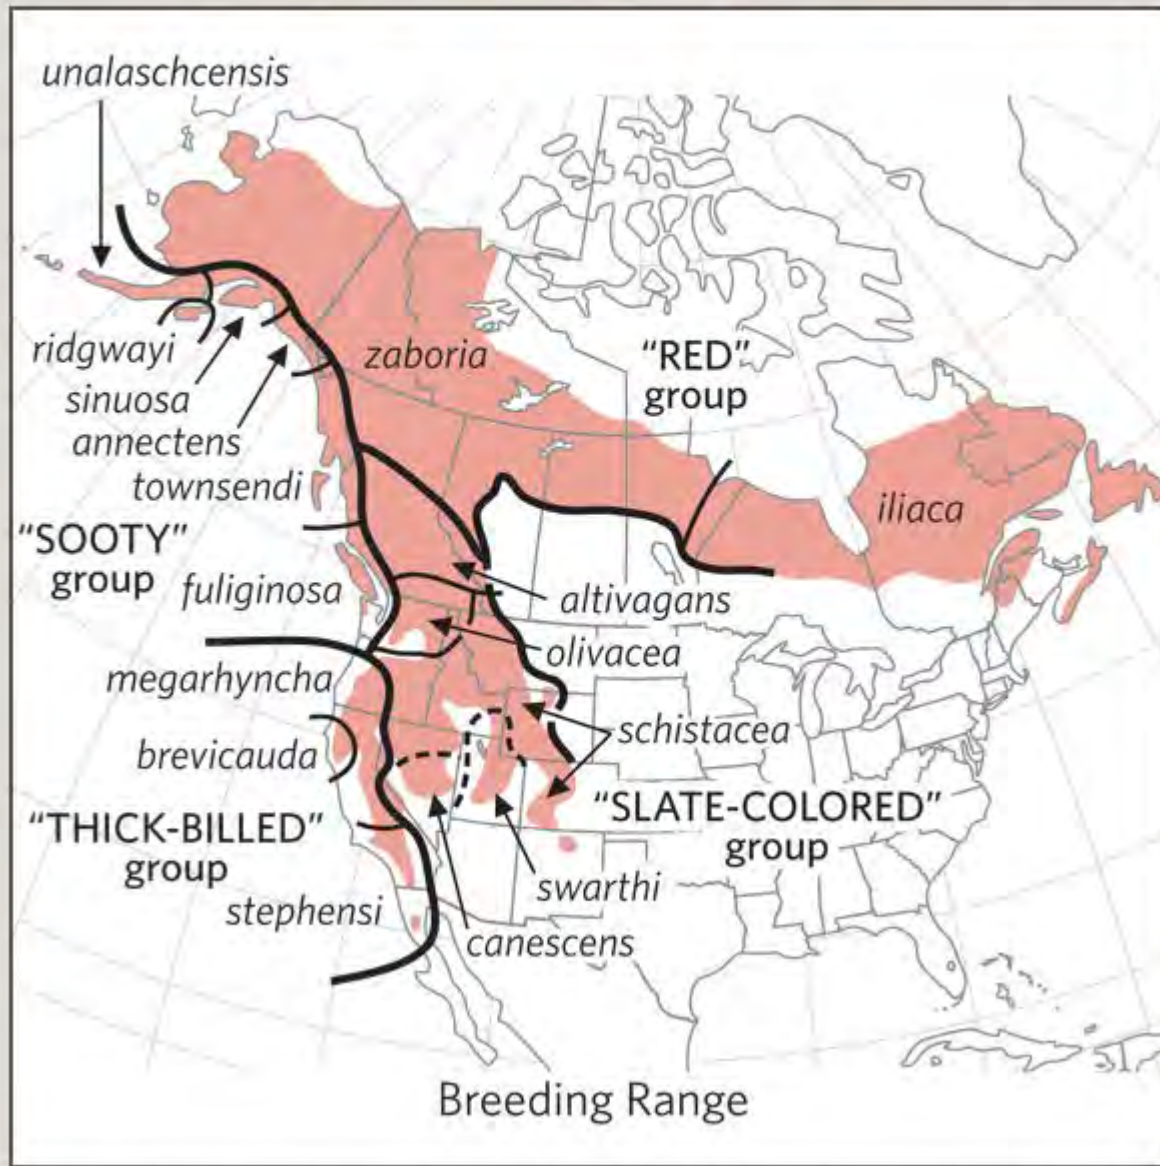 unalaschcensis
ridgwayi
sinuosa
annectens
townsendi
"SOOTY"
group
fuliginosa
zaboria
"RED"
group
iliaca
altivagans
olivacea
megarhyncha
brevicauda
schistacea
"THICK-BILLED"
group
"SLATE-COLORED"
group
stephensi
swarthi
canescens
Breeding Range